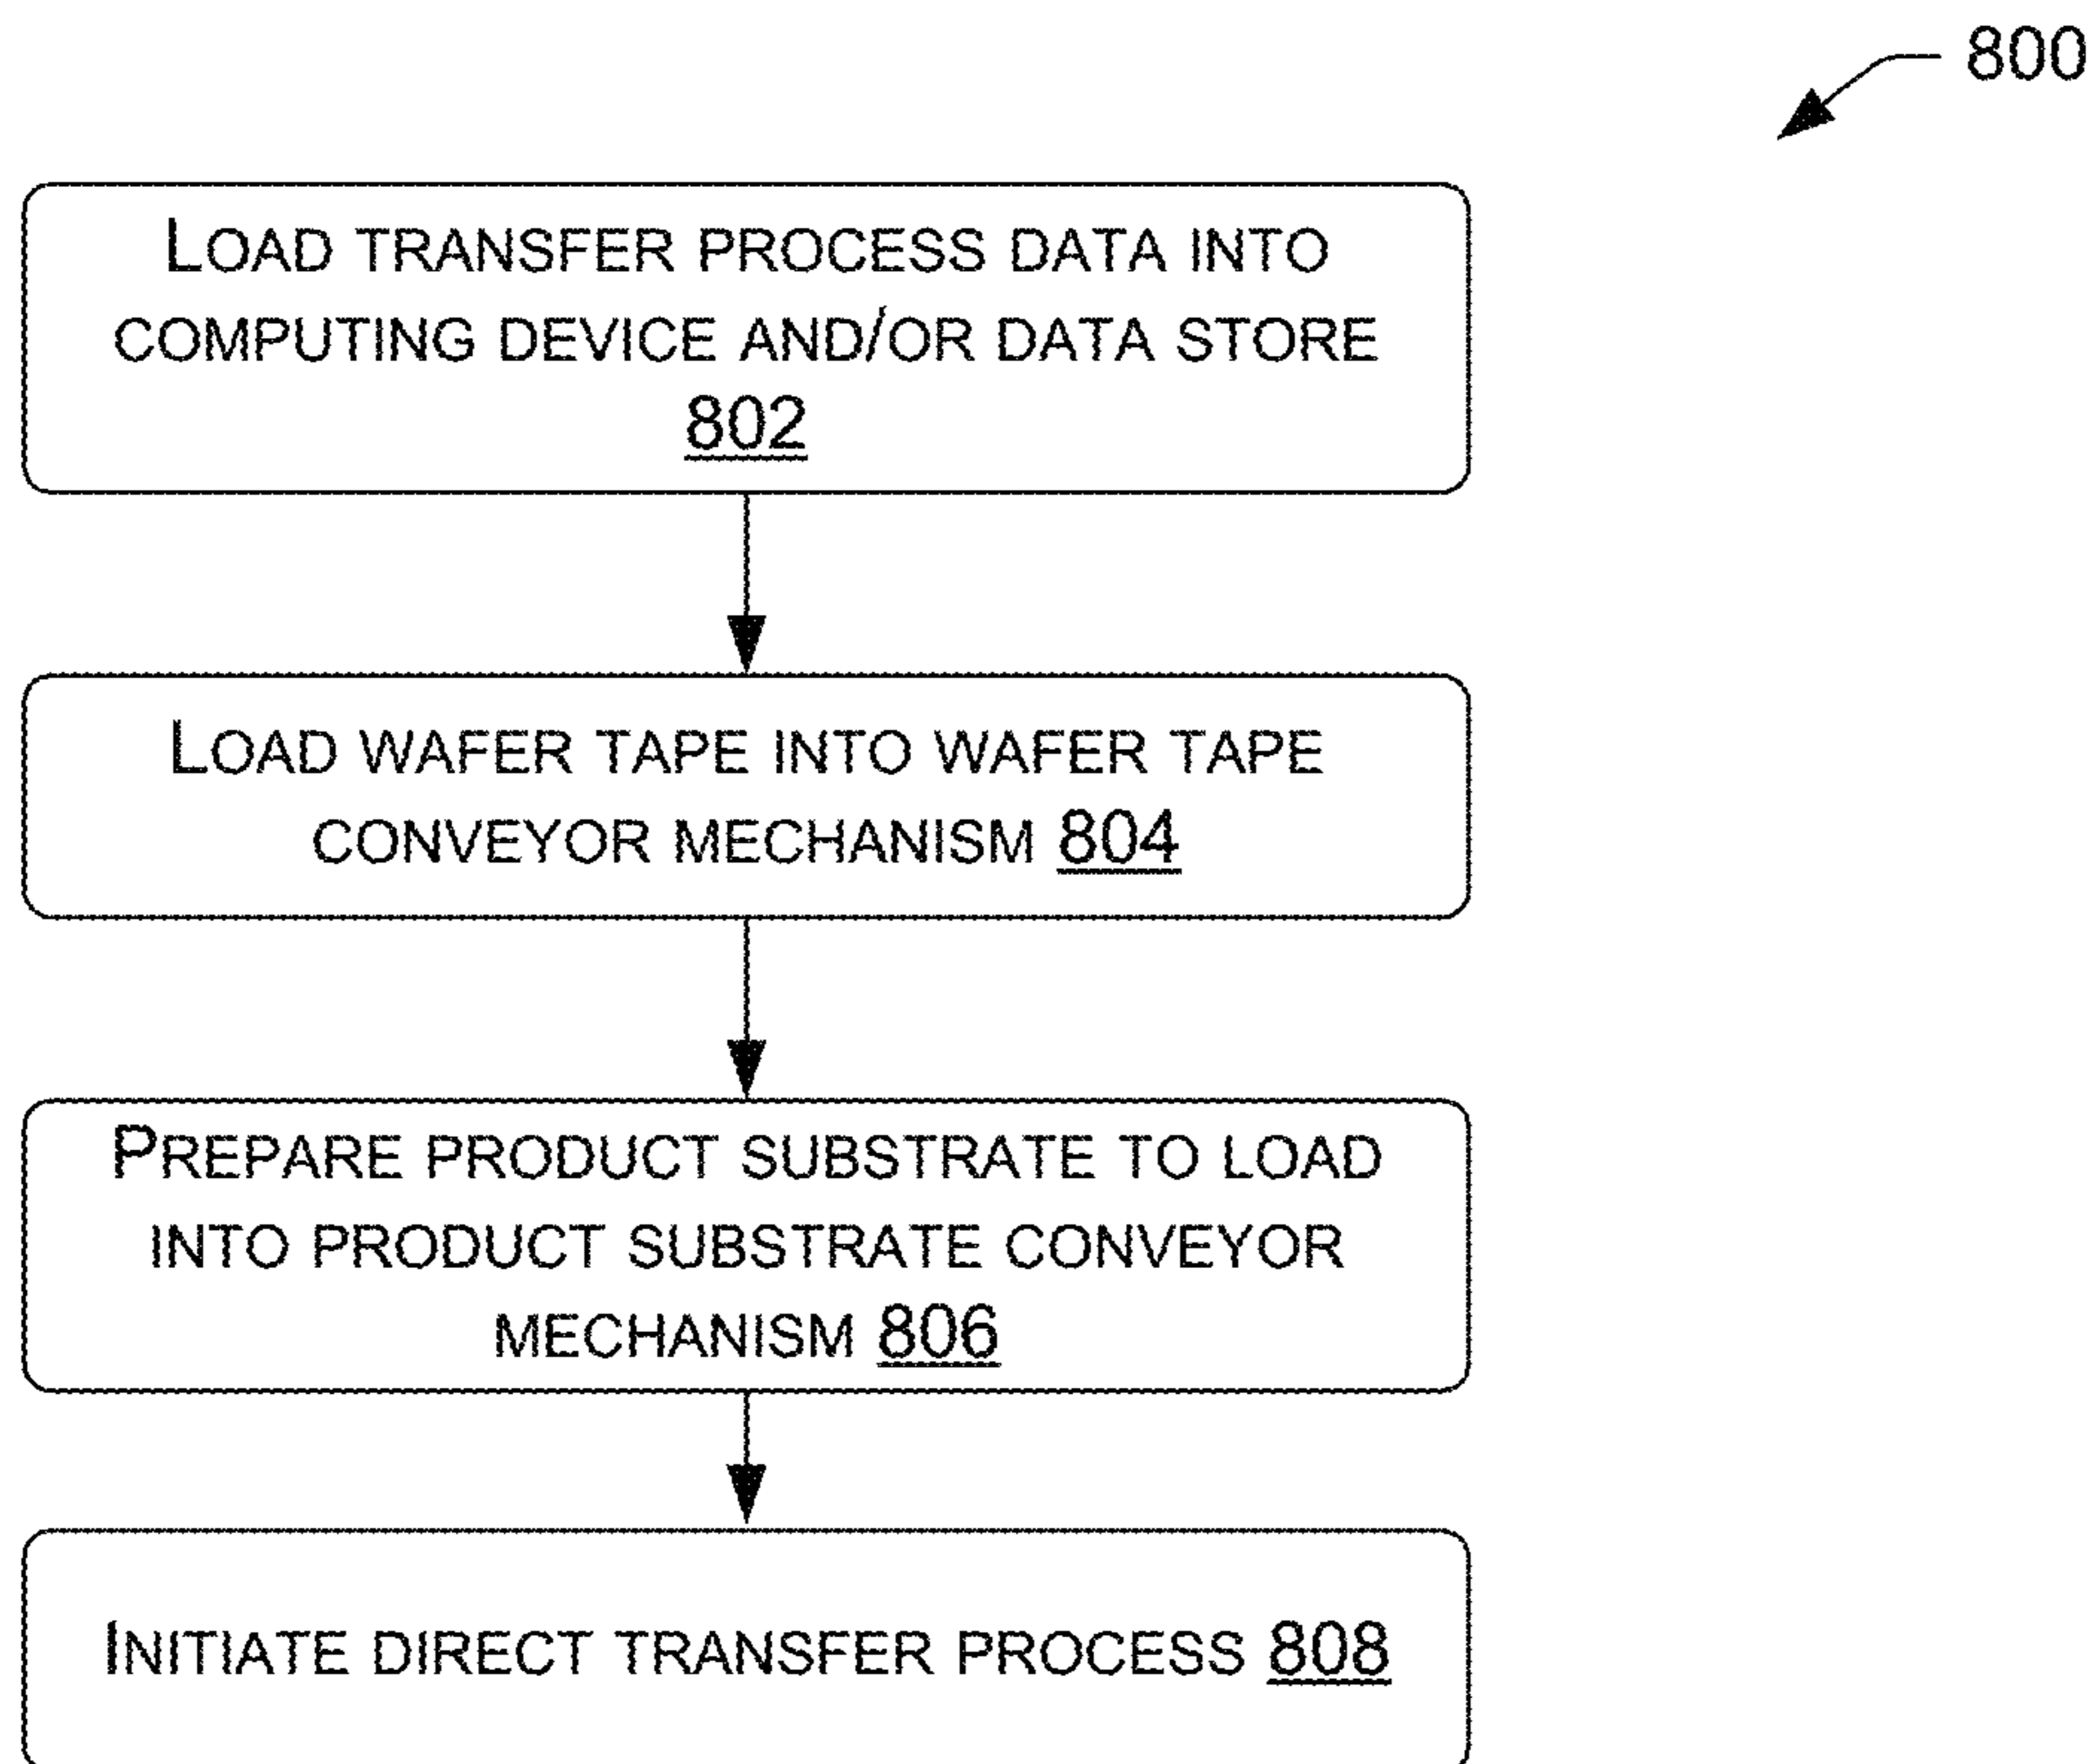 800
LOAD TRANSFER PROCESS DATA INTO
COMPUTING DEVICE AND/OR DATA STORE
802
LOAD WAFER TAPE INTO WAFER TAPE
CONVEYOR MECHANISM 804
PREPARE PRODUCT SUBSTRATE TO LOAD
INTO PRODUCT SUBSTRATE CONVEYOR
MECHANISM 806
INITIATE DIRECT TRANSFER PROCESS 808